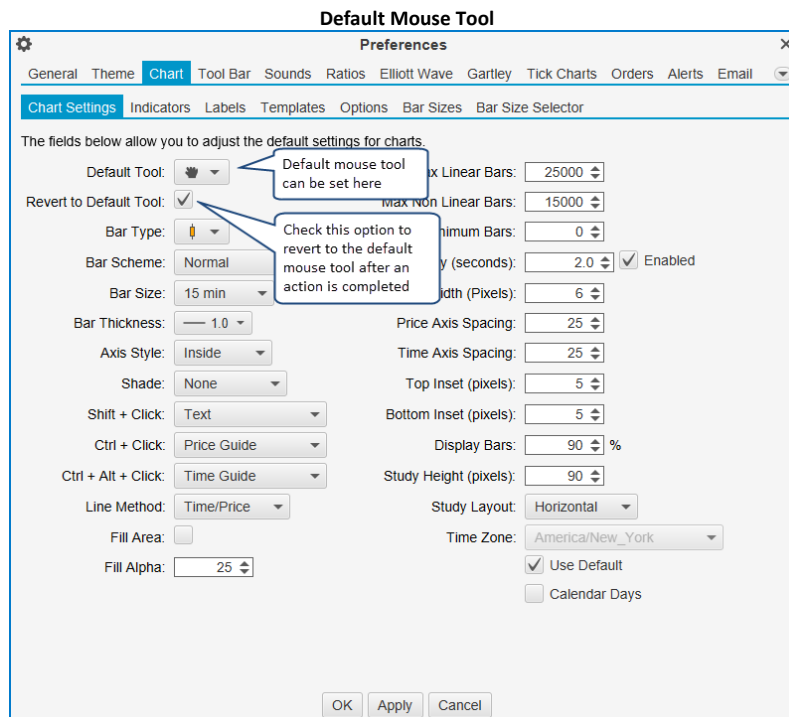 Default Mouse Tool
Preferences
General Theme Chart Tool Bar Sounds Ratios Elliott Wave Gartley Tick Charts Orders Alerts Email
Chart Settings Indicators Labels Templates Options Bar Sizes Bar Size Selector
The fields below allow you to adjust the default settings for charts.
Default Tool:
Default mouse tool
can be set here
Linear Bars: 25000
Revert to Default Tool:
Max Non Linear Bars: 15000
Check this option to
revert to the default
mouse tool after an
action is completed
Bar Type:
Bars: 0
Bar Scheme: Normal
(seconds): 2.0 Enabled
Bar Size: 15 min
(Pixels): 6
Bar Thickness: 1.0
Price Axis Spacing: 25
Axis Style: Inside
Time Axis Spacing: 25
Shade: None
Top Inset (pixels): 5
Shift + Click: Text
Bottom Inset (pixels): 5
Ctrl + Click: Price Guide
Display Bars: 90 %
Ctrl + Alt + Click: Time Guide
Study Height (pixels): 90
Line Method: Time/Price
Study Layout: Horizontal
Fill Area:
Time Zone: America/New_York
Fill Alpha: 25
Use Default
Calendar Days
OK Apply Cancel